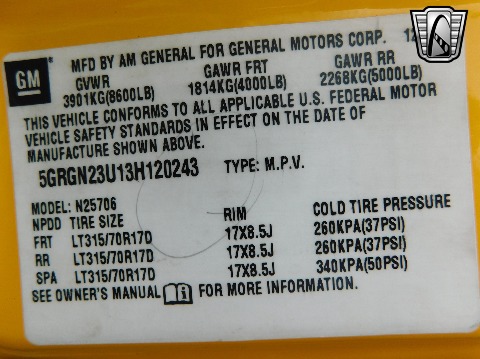 GM
MFD BY AM GENERAL FOR GENERAL MOTORS CORP. 12
GVWR GAWR FRT GAWR RR
3901KG(8600LB) 1814KG(4000LB) 2268KG(5000LB)
THIS VEHICLE CONFORMS TO ALL APPLICABLE U.S. FEDERAL MOTOR
VEHICLE SAFETY STANDARDS IN EFFECT ON THE DATE OF
MANUFACTURE SHOWN ABOVE.
5GRGN23U13H120243 TYPE: M.P.V.
MODEL: N25706
NPDD TIRE SIZE RIM COLD TIRE PRESSURE
FRT LT315/70R17D 17X8.5J 260KPA(37PSI)
RR LT315/70R17D 17X8.5J 260KPA(37PSI)
SPA LT315/70R17D 17X8.5J 340KPA(50PSI)
SEE OWNER'S MANUAL FOR MORE INFORMATION.